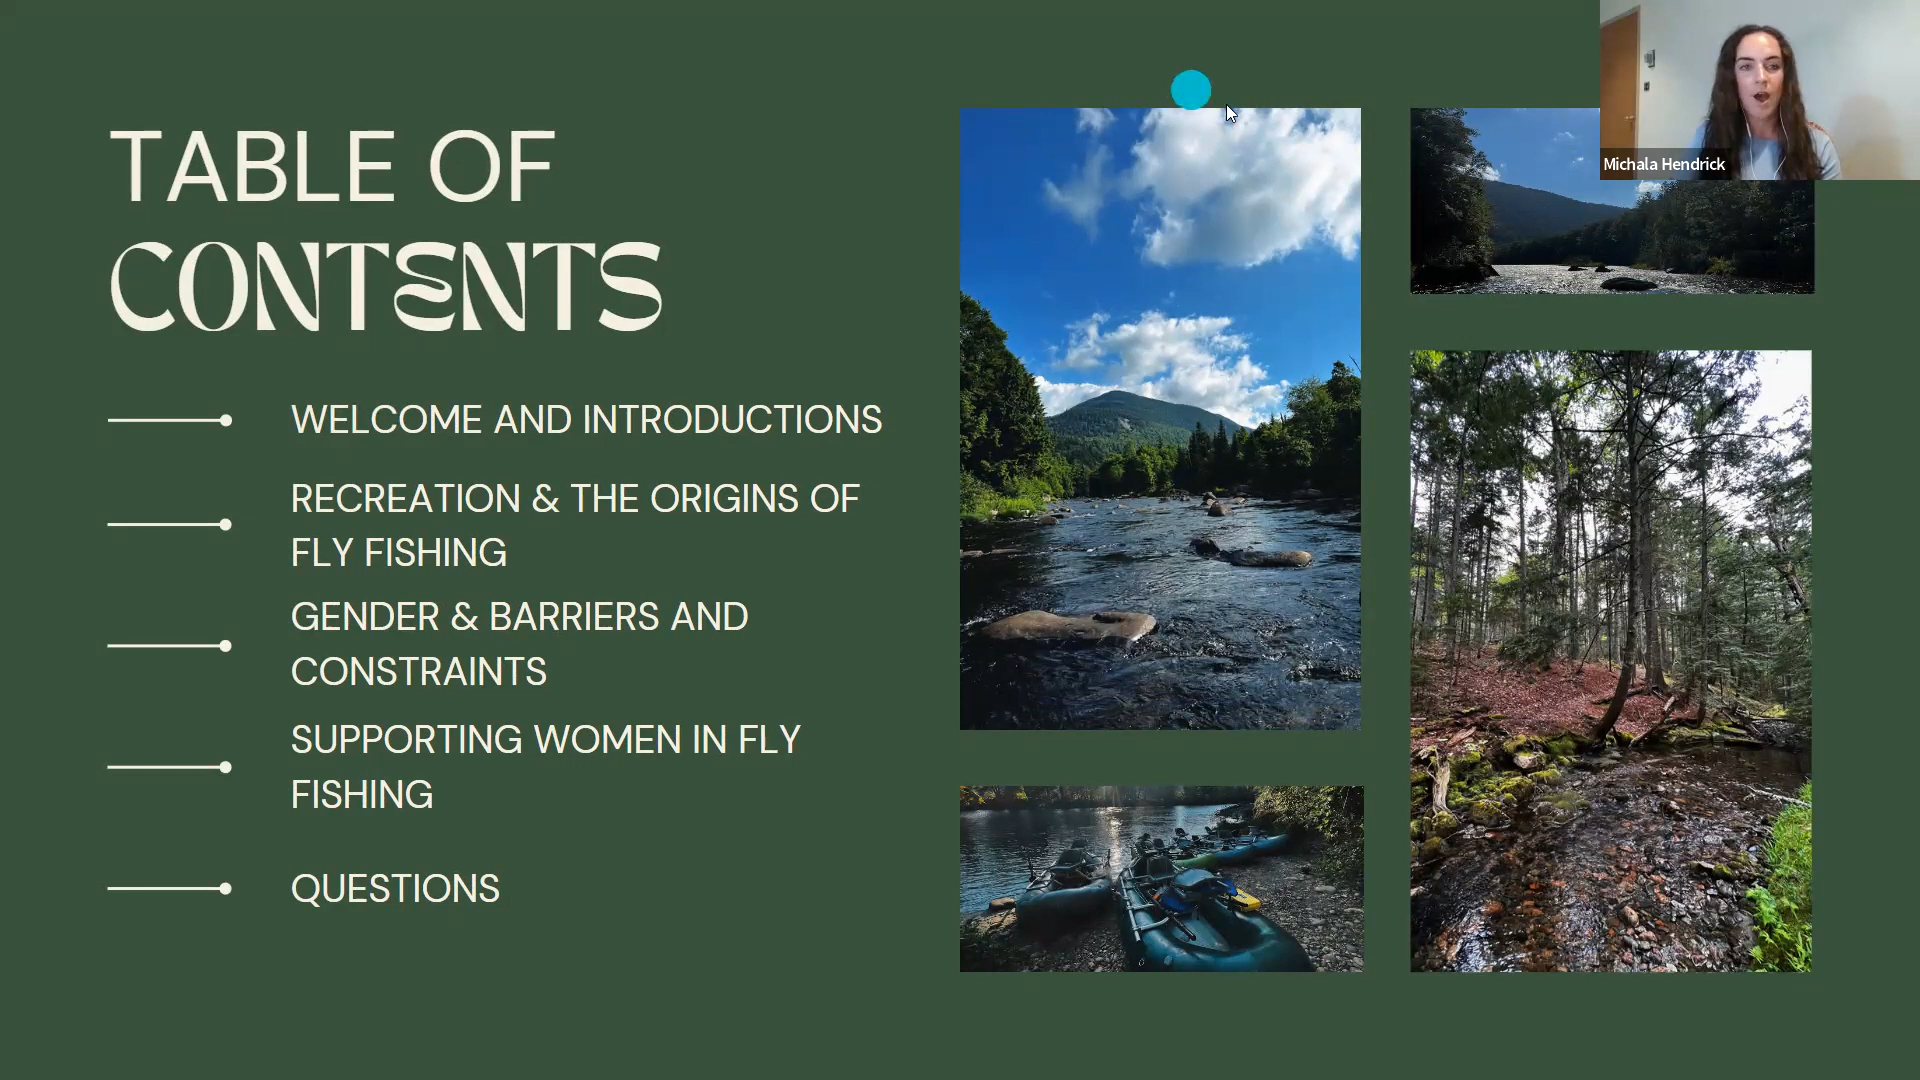 TABLE OF
CONTENTS
WELCOME AND INTRODUCTIONS
RECREATION & THE ORIGINS OF
FLY FISHING
GENDER & BARRIERS AND
CONSTRAINTS
SUPPORTING WOMEN IN FLY
FISHING
QUESTIONS
Michala Hendrick